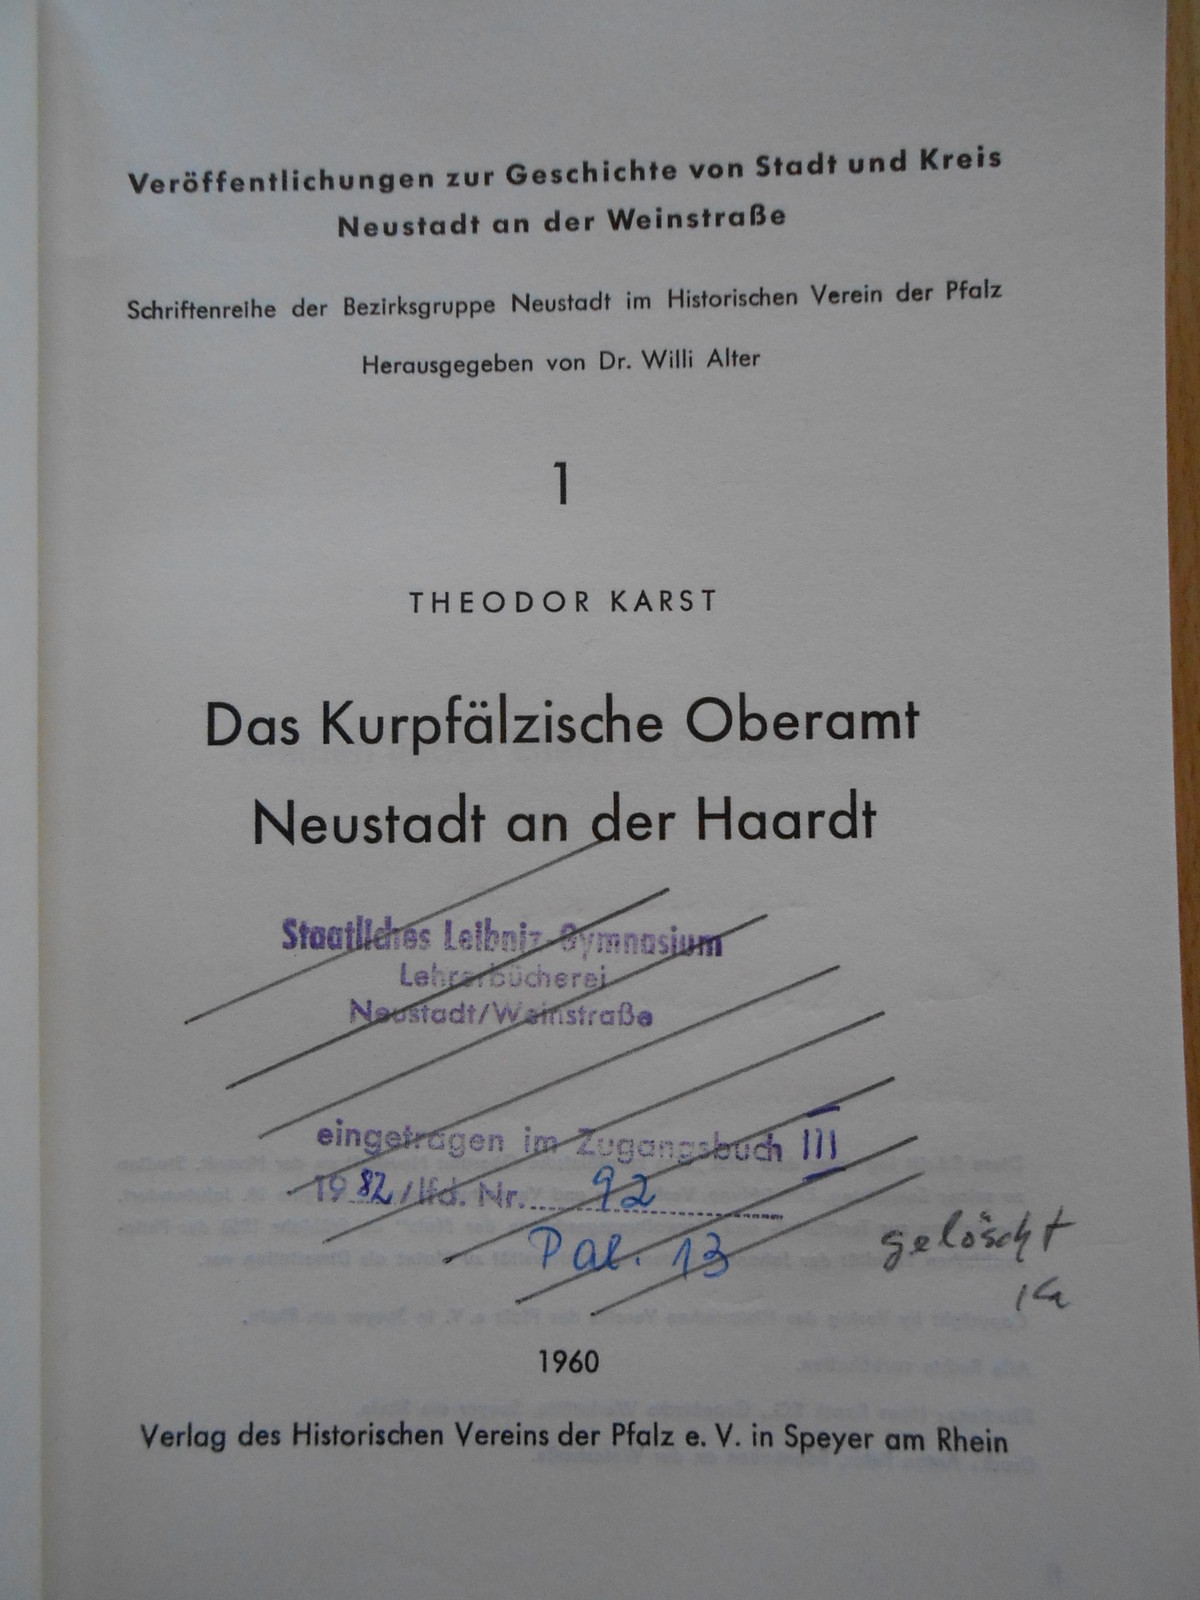 Veröffentlichungen zur Geschichte von Stadt und Kreis
Neustadt an der Weinstraße
Schriftenreihe der Bezirksgruppe Neustadt im Historischen Verein der Pfalz
Herausgegeben von Dr. Willi Alter
1
THEODOR KARST
Das Kurpfälzische Oberamt
Neustadt an der Haardt
Staatliches Leibniz-Gymnasium
Lehrerbücherei
Neustadt/Weinstraße
eingetragen im Zugangsbuch III
1982/lfd. Nr. 92
Pal. 13
gelöscht
Ka
1960
Verlag des Historischen Vereins der Pfalz e. V. in Speyer am Rhein